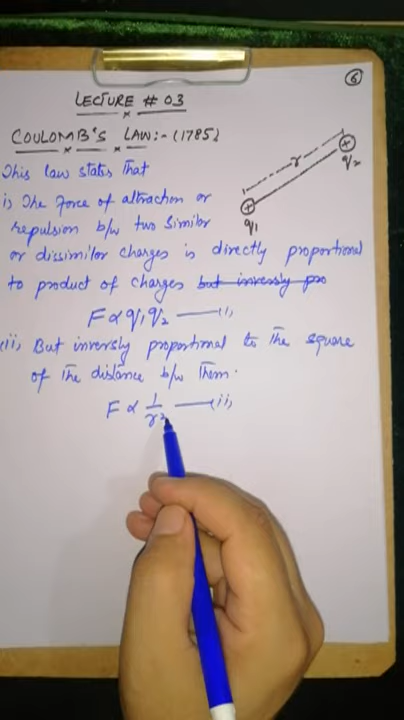 6
LECTURE # 03
COULOMB'S LAW:- (1785)
This law states that
i) The Force of attraction or
repulsion b/w two similar
or dissimilar charges is directly proportional
to product of charges but inversly pro
r
q2
q1
F ∝ q1 q2 —— (i)
(ii) But inversly proportional to The square
of The distance b/w Them.
F ∝ 1/r² —— (ii)